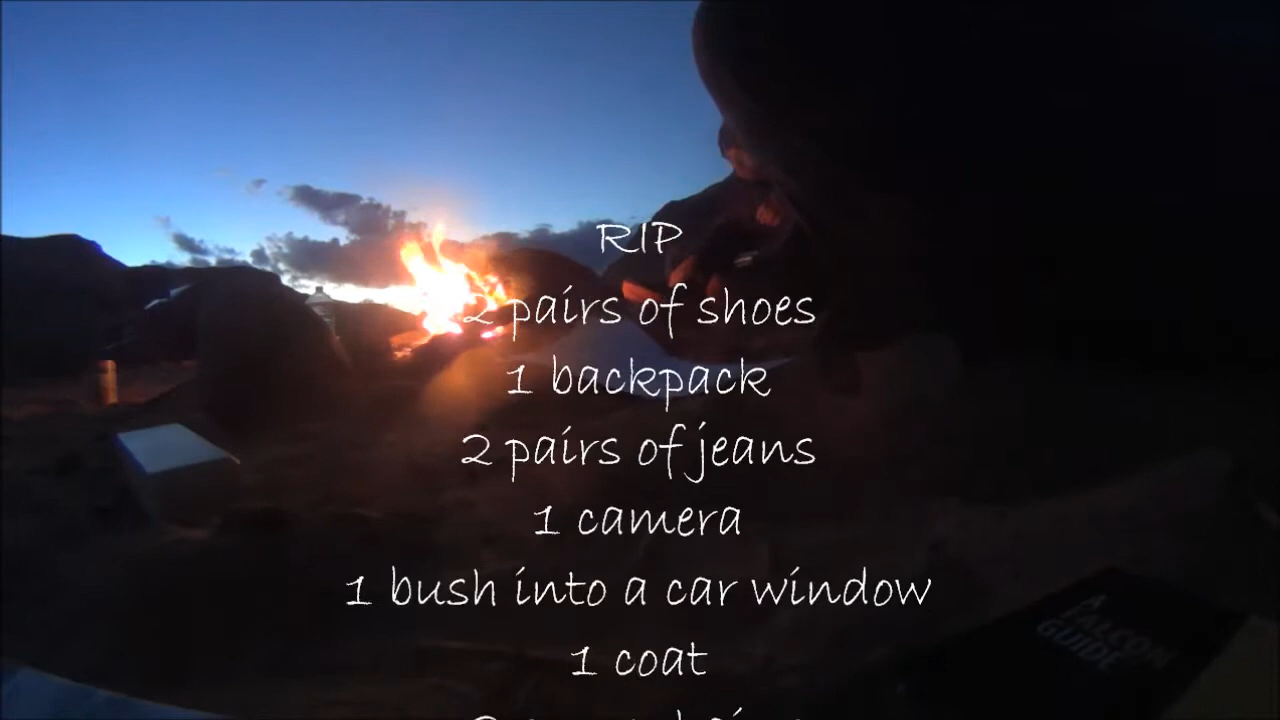 RIP
2 pairs of shoes
1 backpack
2 pairs of jeans
1 camera
1 bush into a car window
1 coat
A
FALCON
GUIDE